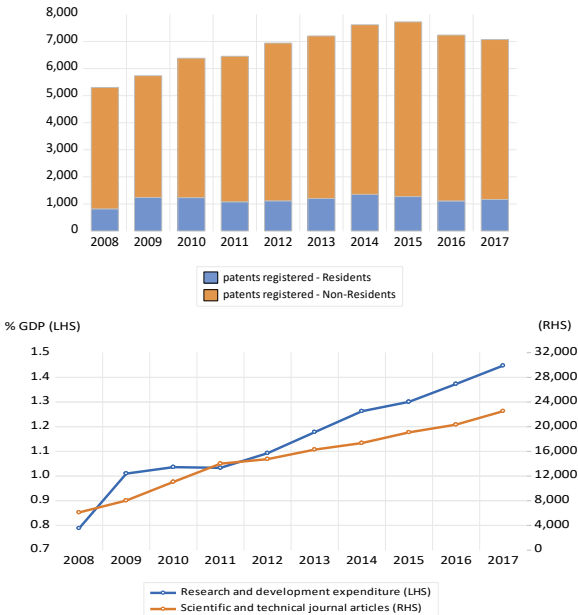 8,000
7,000
6,000
5,000
4,000
3,000
2,000
1,000
0
2008 2009 2010 2011 2012 2013 2014 2015 2016 2017
patents registered - Residents
patents registered - Non-Residents
% GDP (LHS) (RHS)
1.5 32,000
1.4 28,000
1.3 24,000
1.2 20,000
1.1 16,000
1.0 12,000
0.9 8,000
0.8 4,000
0.7 0
2008 2009 2010 2011 2012 2013 2014 2015 2016 2017
Research and development expenditure (LHS)
Scientific and technical journal articles (RHS)